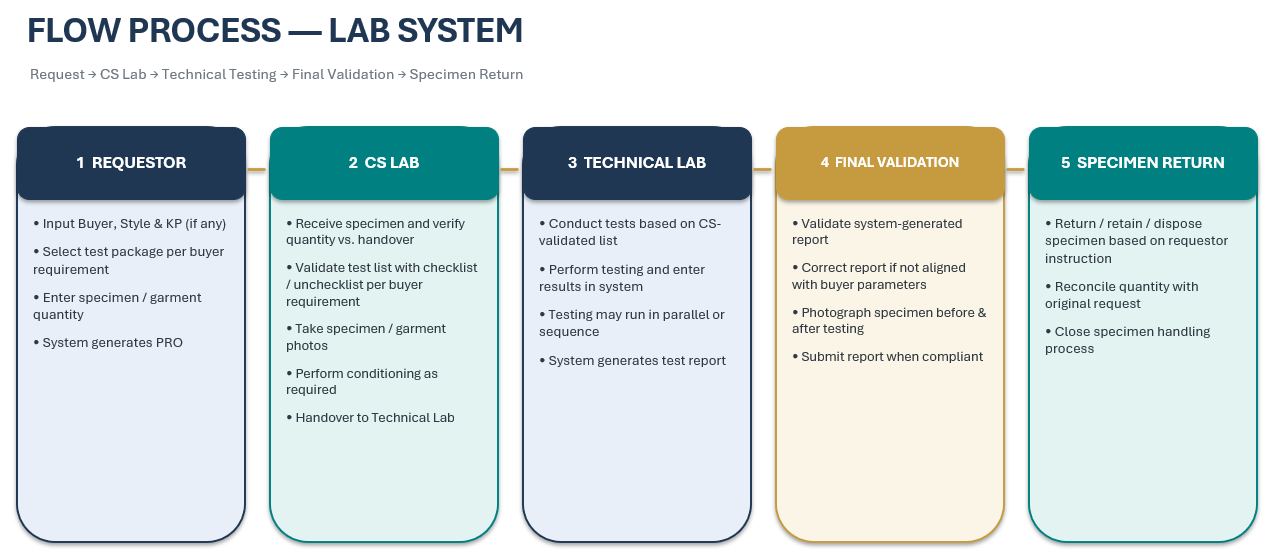 FLOW PROCESS — LAB SYSTEM
Request → CS Lab → Technical Testing → Final Validation → Specimen Return
1 REQUESTOR
• Input Buyer, Style & KP (if any)
• Select test package per buyer
requirement
• Enter specimen / garment
quantity
• System generates PRO
2 CS LAB
• Receive specimen and verify
quantity vs. handover
• Validate test list with checklist
/ unchecklist per buyer
requirement
• Take specimen / garment
photos
• Perform conditioning as
required
• Handover to Technical Lab
3 TECHNICAL LAB
• Conduct tests based on CS-
validated list
• Perform testing and enter
results in system
• Testing may run in parallel or
sequence
• System generates test report
4 FINAL VALIDATION
• Validate system-generated
report
• Correct report if not aligned
with buyer parameters
• Photograph specimen before &
after testing
• Submit report when compliant
5 SPECIMEN RETURN
• Return / retain / dispose
specimen based on requestor
instruction
• Reconcile quantity with
original request
• Close specimen handling
process